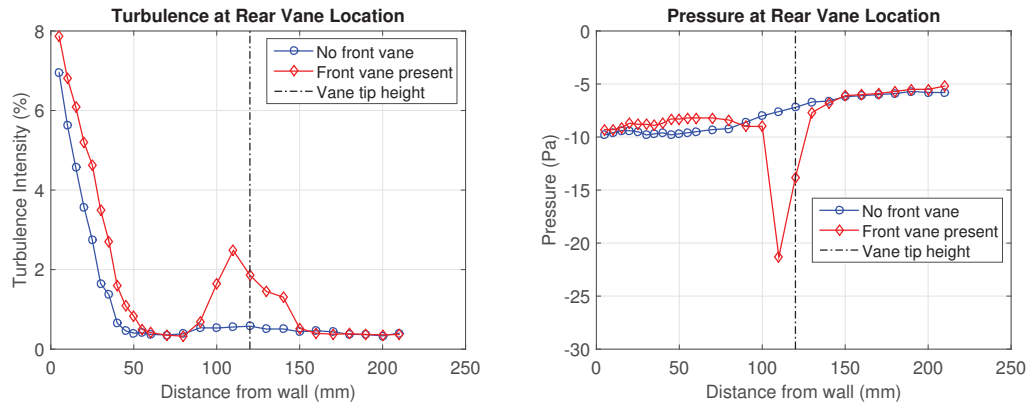 Turbulence at Rear Vane Location
8
6
4
2
0
Turbulence Intensity (%)
No front vane
Front vane present
Vane tip height
0 50 100 150 200 250
Distance from wall (mm)
Pressure at Rear Vane Location
0
-5
-10
-15
-20
-25
-30
Pressure (Pa)
No front vane
Front vane present
Vane tip height
0 50 100 150 200 250
Distance from wall (mm)